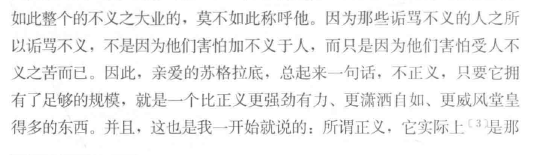 如此整个的不义之大业的，莫不如此称呼他。因为那些诟骂不义的人之所
以诟骂不义，不是因为他们害怕加不义于人，而只是因为他们害怕受人不
义之苦而已。因此，亲爱的苏格拉底，总起来一句话，不正义，只要它拥
有了足够的规模，就是一个比正义更强劲有力、更潇洒自如、更威风堂皇
得多的东西。并且，这也是我一开始就说的：所谓正义，它实际上〔3〕是那